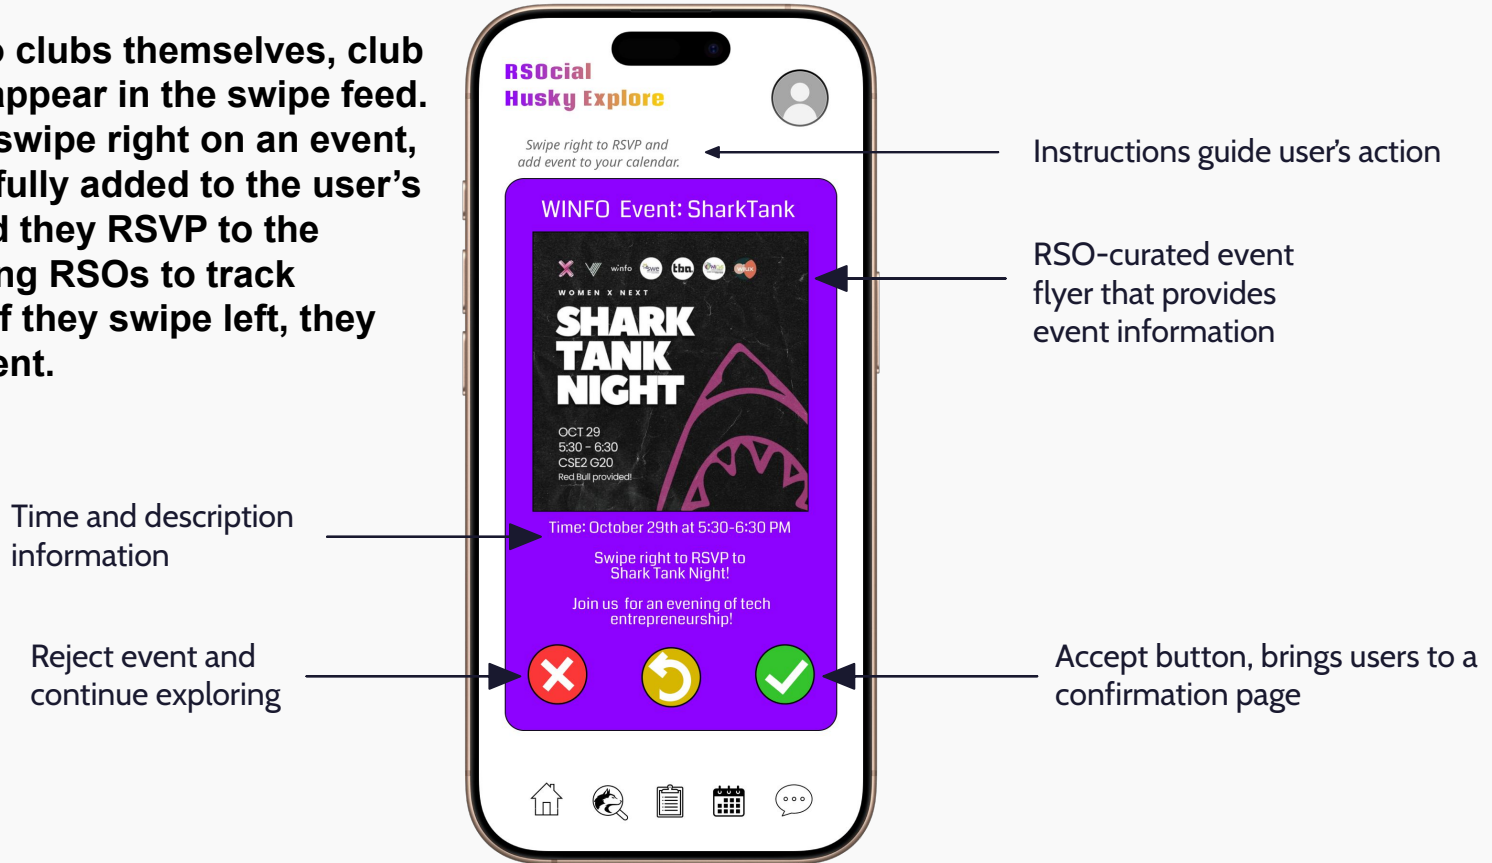 o clubs themselves, club
appear in the swipe feed.
swipe right on an event,
fully added to the user's
d they RSVP to the
ng RSOs to track
f they swipe left, they
ent.
RSOcial
Husky Explore
Swipe right to RSVP and
add event to your calendar.
Instructions guide user's action
WINFO Event: SharkTank
winfo
swe
tba.
wiux
WOMEN X NEXT
SHARK
TANK
NIGHT
OCT 29
5:30 - 6:30
CSE2 G20
Red Bull provided!
RSO-curated event
flyer that provides
event information
Time and description
information
Time: October 29th at 5:30-6:30 PM
Swipe right to RSVP to
Shark Tank Night!
Join us for an evening of tech
entrepreneurship!
Reject event and
continue exploring
Accept button, brings users to a
confirmation page